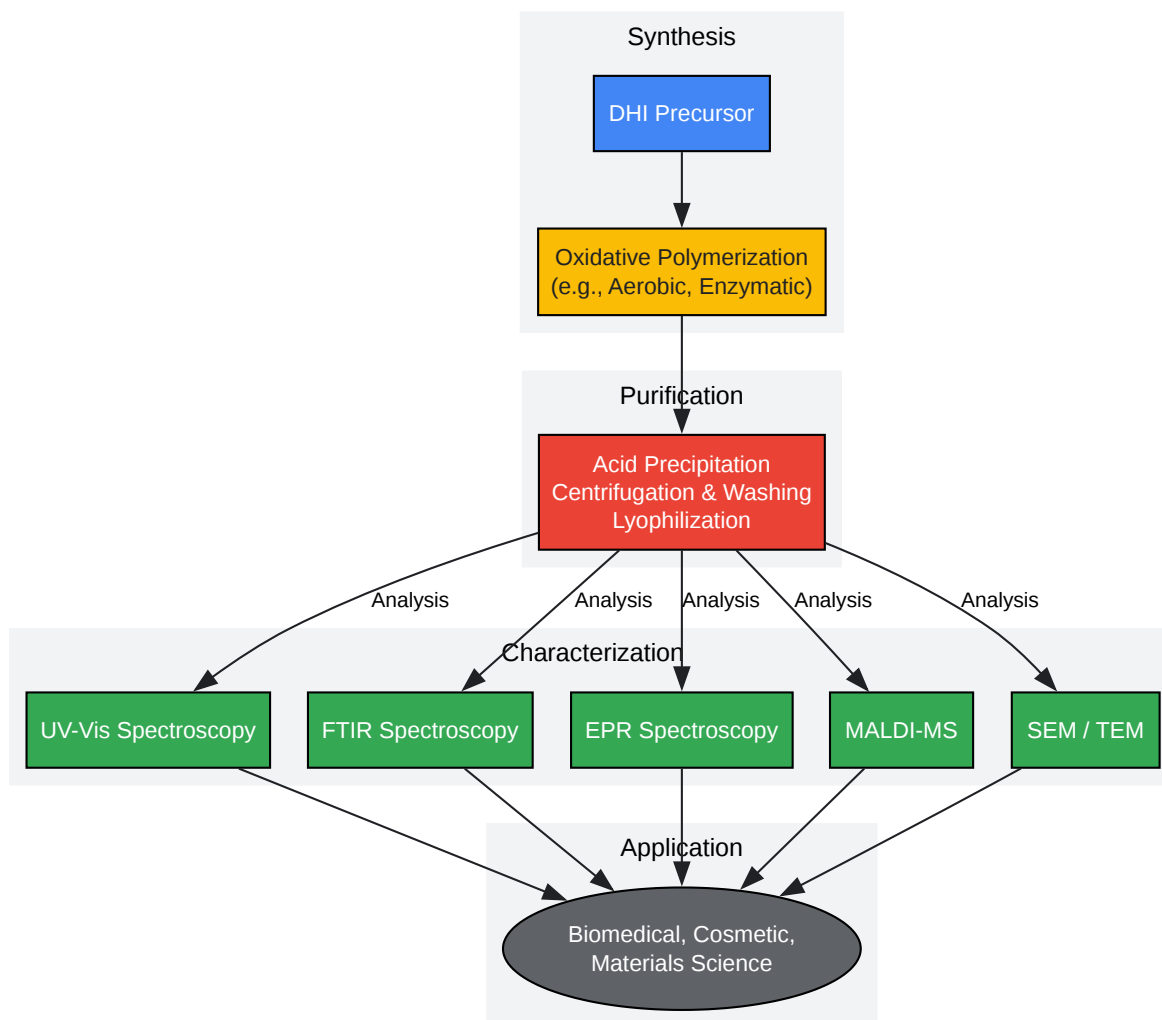 Synthesis
DHI Precursor
Oxidative Polymerization
(e.g., Aerobic, Enzymatic)
Purification
Acid Precipitation
Centrifugation & Washing
Lyophilization
Analysis
Analysis
Analysis
Analysis
Analysis
Characterization
UV-Vis Spectroscopy
FTIR Spectroscopy
EPR Spectroscopy
MALDI-MS
SEM / TEM
Application
Biomedical, Cosmetic,
Materials Science